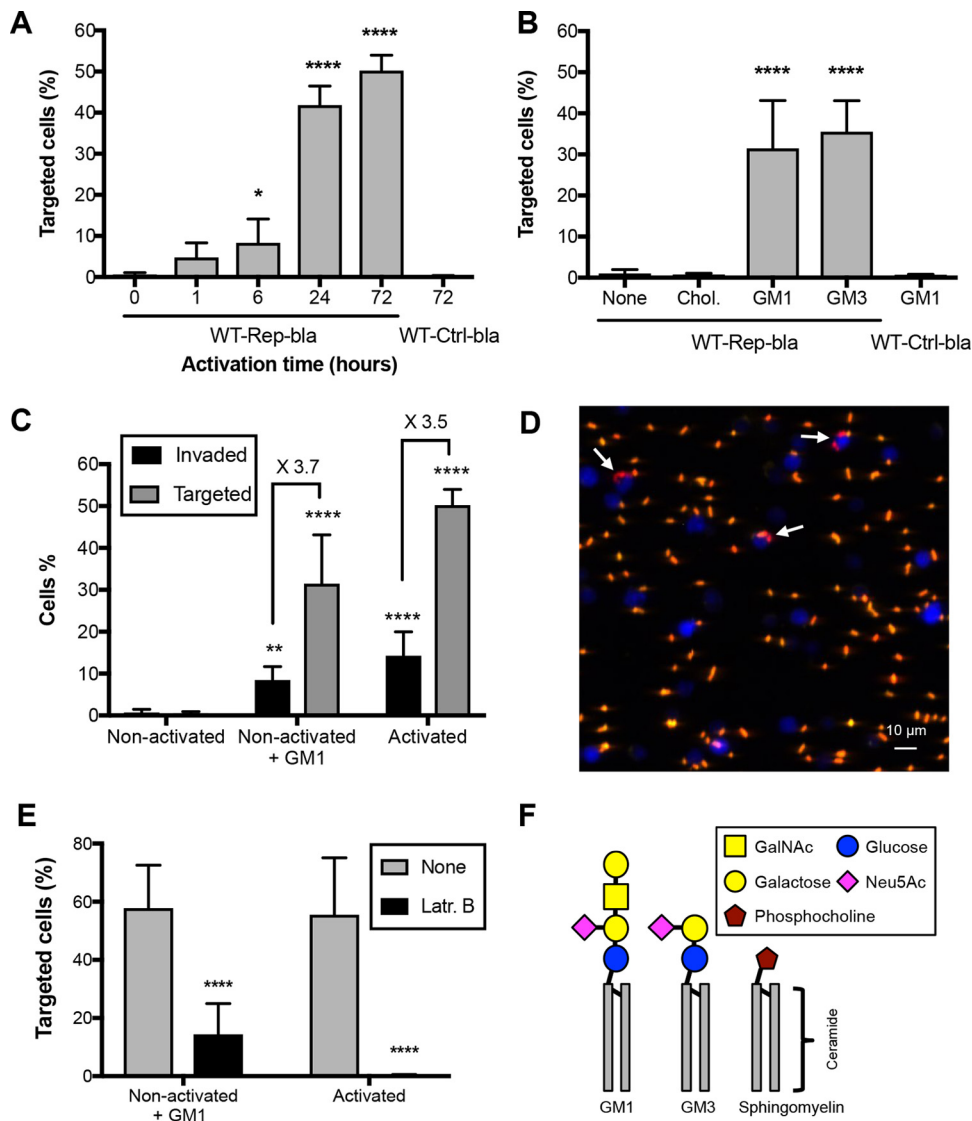 A
Targeted cells (%)
60
50
40
30
20
10
0
*
****
****
0 1 6 24 72 72
WT-Rep-bla WT-Ctrl-bla
Activation time (hours)
B
Targeted cells (%)
60
50
40
30
20
10
0
**** ****
None Chol. GM1 GM3 GM1
WT-Rep-bla WT-Ctrl-bla
C
Invaded
Targeted
Cells %
60
50
40
30
20
10
0
X 3.7
X 3.5
**
****
****
****
Non-activated Non-activated Activated
+ GM1
D
10 µm
E
Targeted cells (%)
80
60
40
20
0
None
Latr. B
****
****
Non-activated Activated
+ GM1
F
GalNAc Glucose
Galactose Neu5Ac
Phosphocholine
Ceramide
GM1 GM3 Sphingomyelin